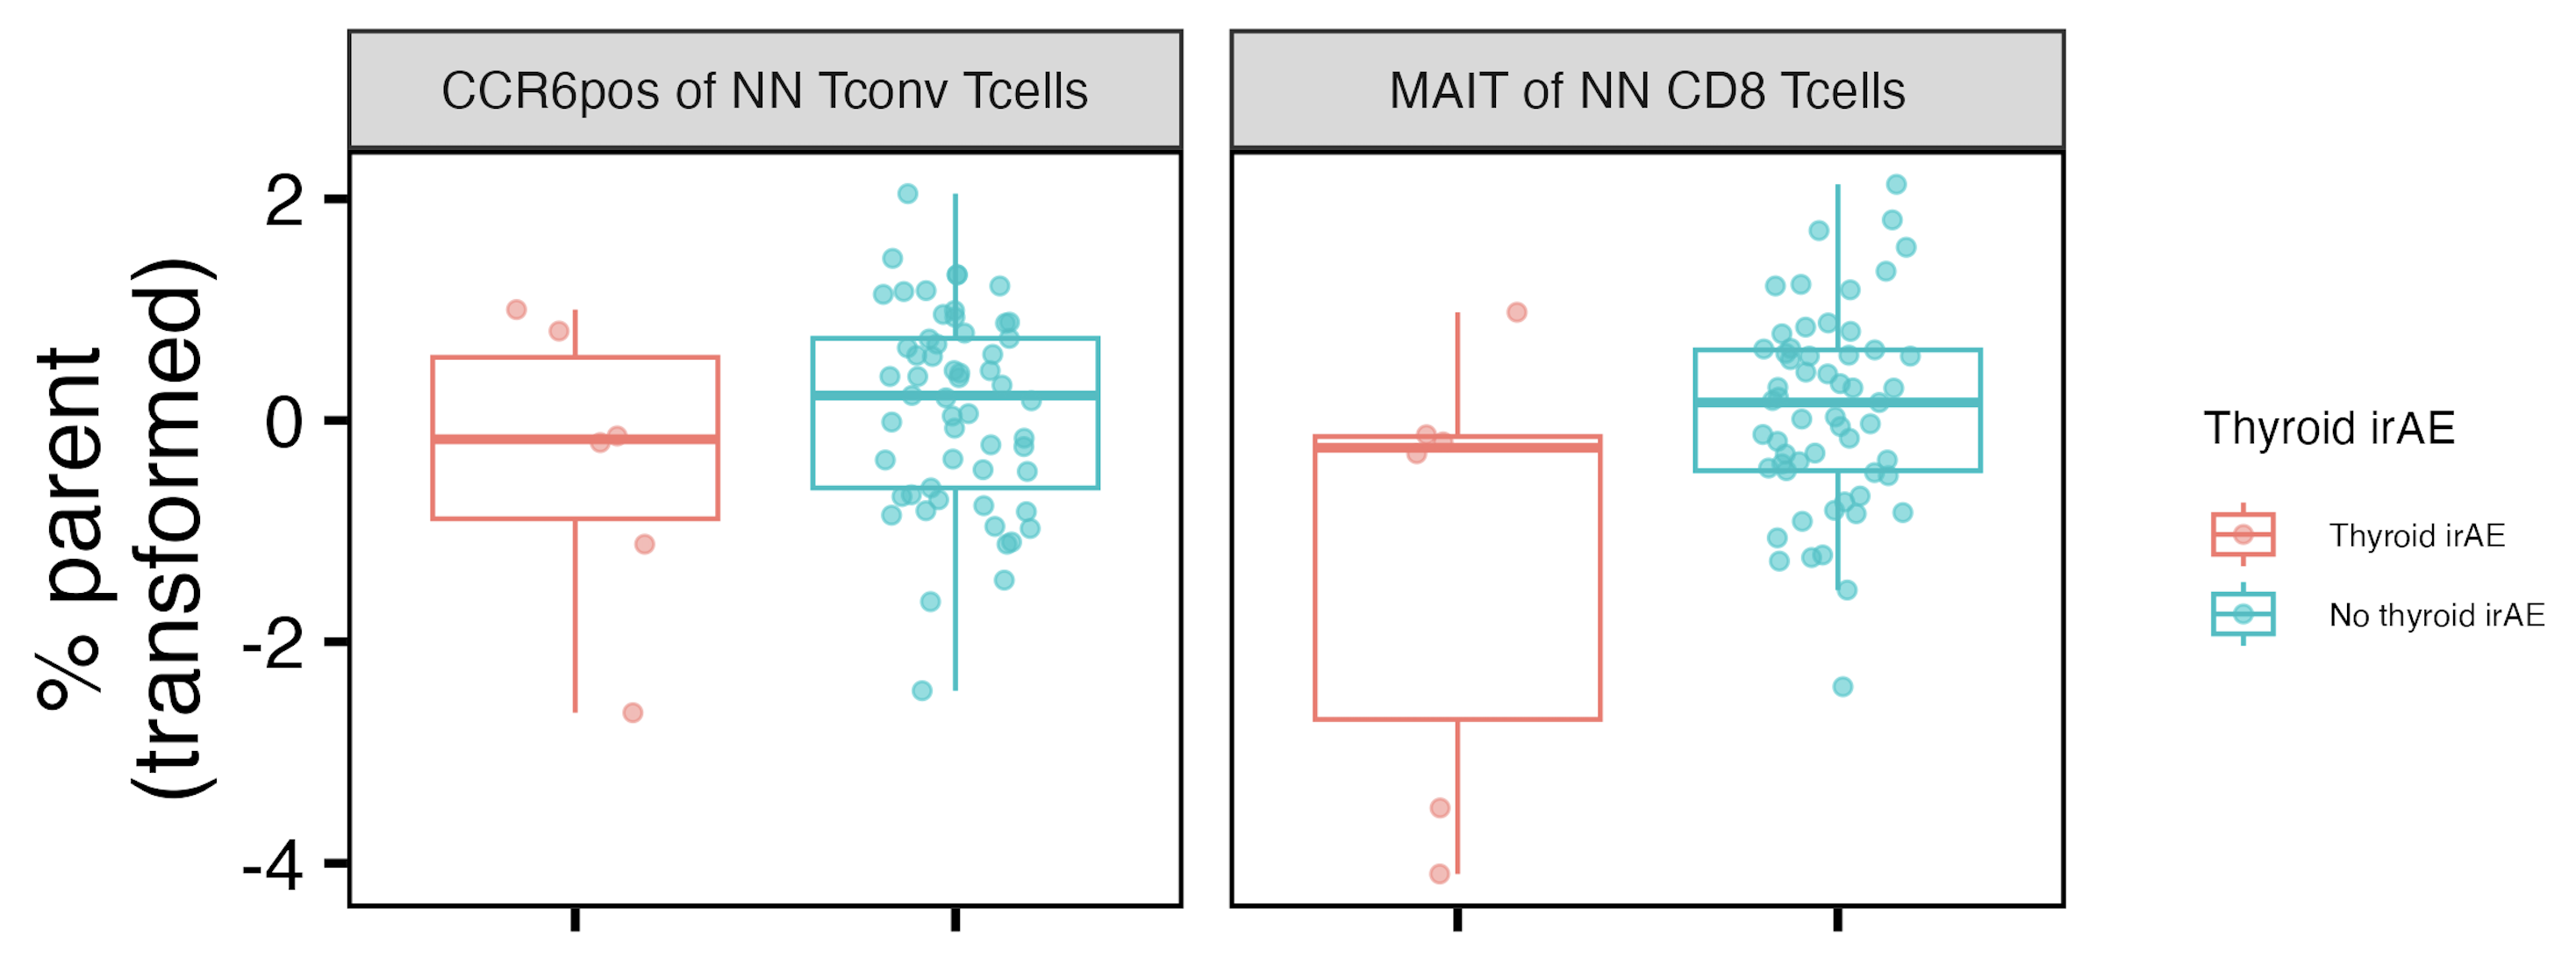 CCR6pos of NN Tconv Tcells
MAIT of NN CD8 Tcells
% parent
(transformed)
2
0
-2
-4
Thyroid irAE
Thyroid irAE
No thyroid irAE